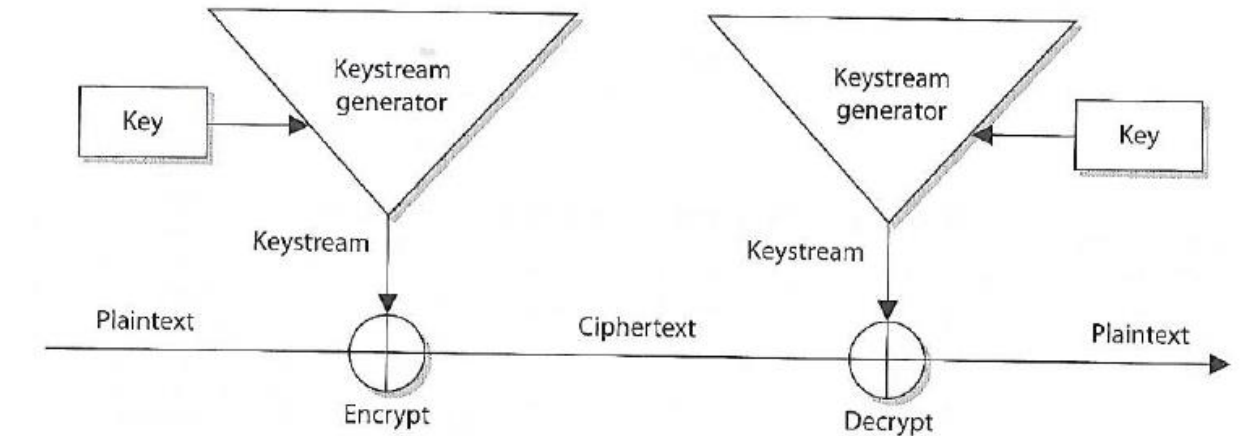 Keystream
generator
Keystream
generator
Key
Key
Keystream
Keystream
Plaintext
Ciphertext
Plaintext
Encrypt
Decrypt